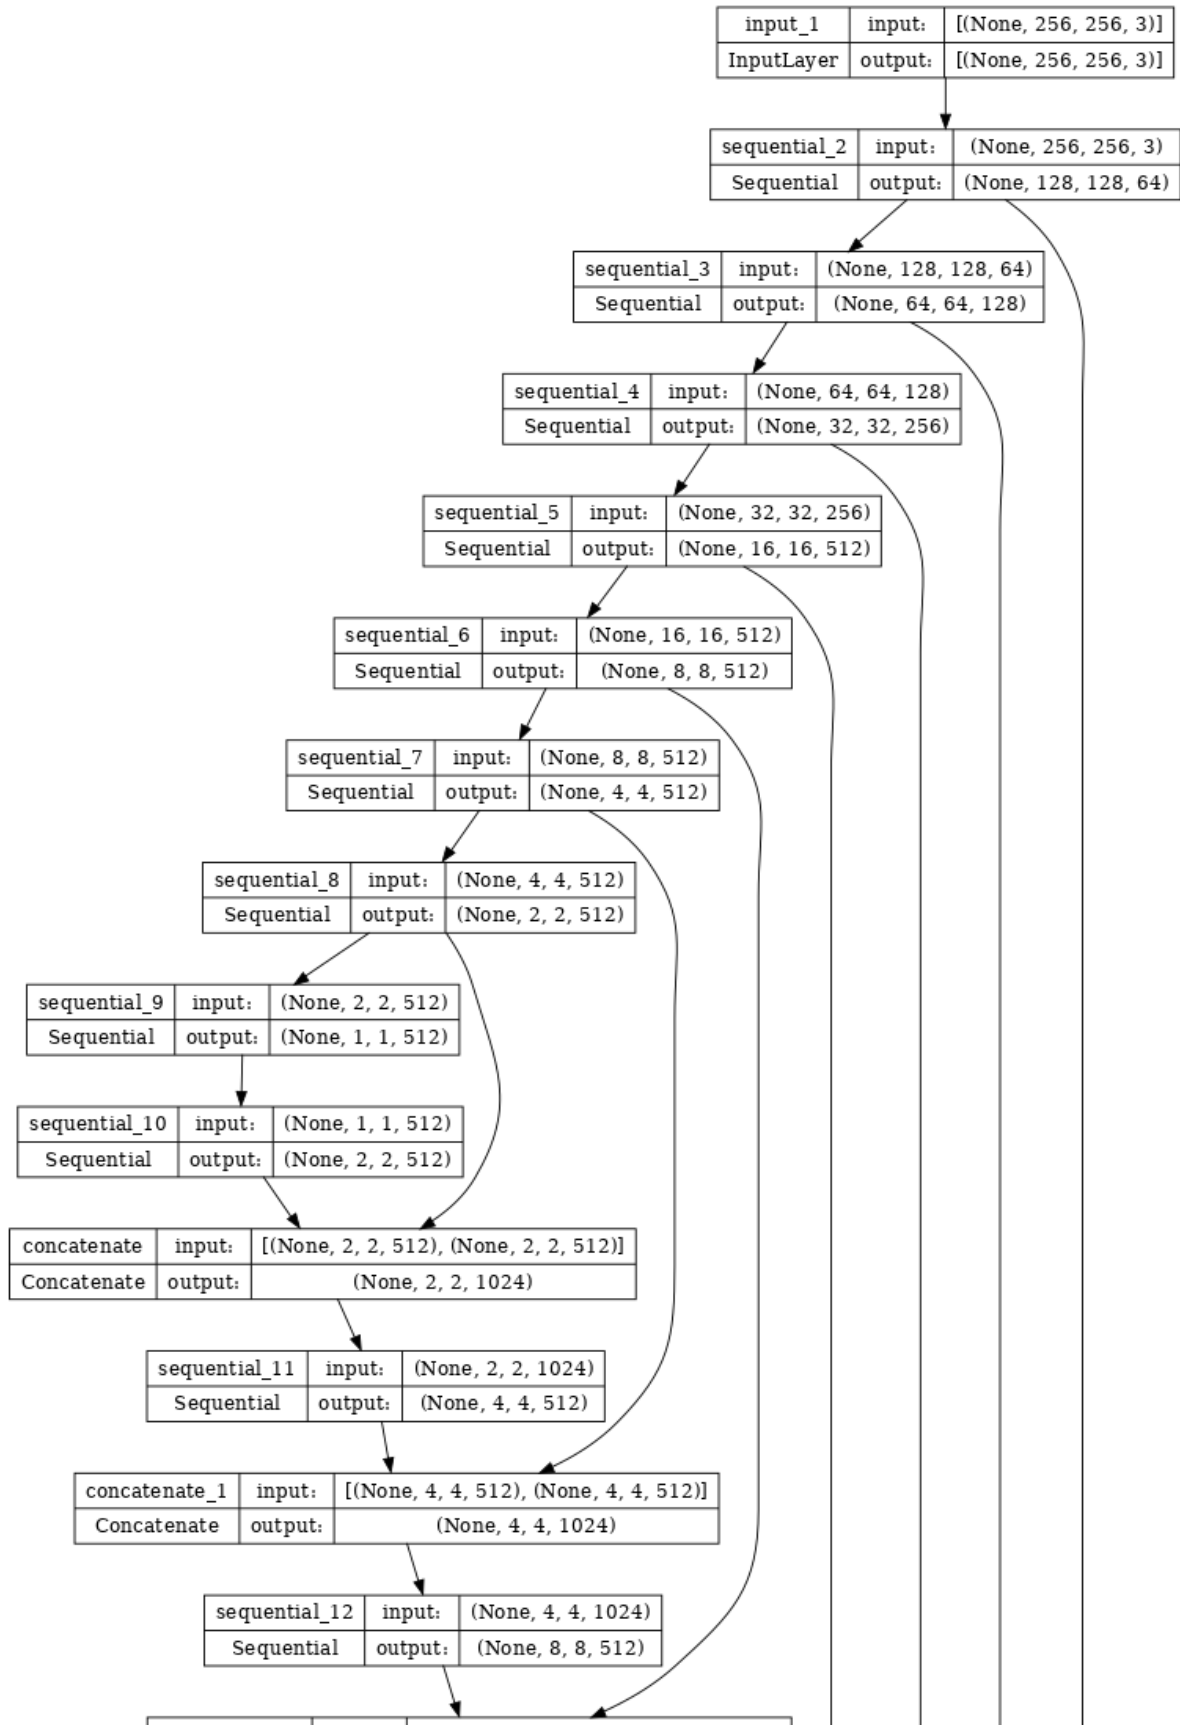 input_1 input: [(None, 256, 256, 3)]
InputLayer output: [(None, 256, 256, 3)]
sequential_2 input: (None, 256, 256, 3)
Sequential output: (None, 128, 128, 64)
sequential_3 input: (None, 128, 128, 64)
Sequential output: (None, 64, 64, 128)
sequential_4 input: (None, 64, 64, 128)
Sequential output: (None, 32, 32, 256)
sequential_5 input: (None, 32, 32, 256)
Sequential output: (None, 16, 16, 512)
sequential_6 input: (None, 16, 16, 512)
Sequential output: (None, 8, 8, 512)
sequential_7 input: (None, 8, 8, 512)
Sequential output: (None, 4, 4, 512)
sequential_8 input: (None, 4, 4, 512)
Sequential output: (None, 2, 2, 512)
sequential_9 input: (None, 2, 2, 512)
Sequential output: (None, 1, 1, 512)
sequential_10 input: (None, 1, 1, 512)
Sequential output: (None, 2, 2, 512)
concatenate input: [(None, 2, 2, 512), (None, 2, 2, 512)]
Concatenate output: (None, 2, 2, 1024)
sequential_11 input: (None, 2, 2, 1024)
Sequential output: (None, 4, 4, 512)
concatenate_1 input: [(None, 4, 4, 512), (None, 4, 4, 512)]
Concatenate output: (None, 4, 4, 1024)
sequential_12 input: (None, 4, 4, 1024)
Sequential output: (None, 8, 8, 512)